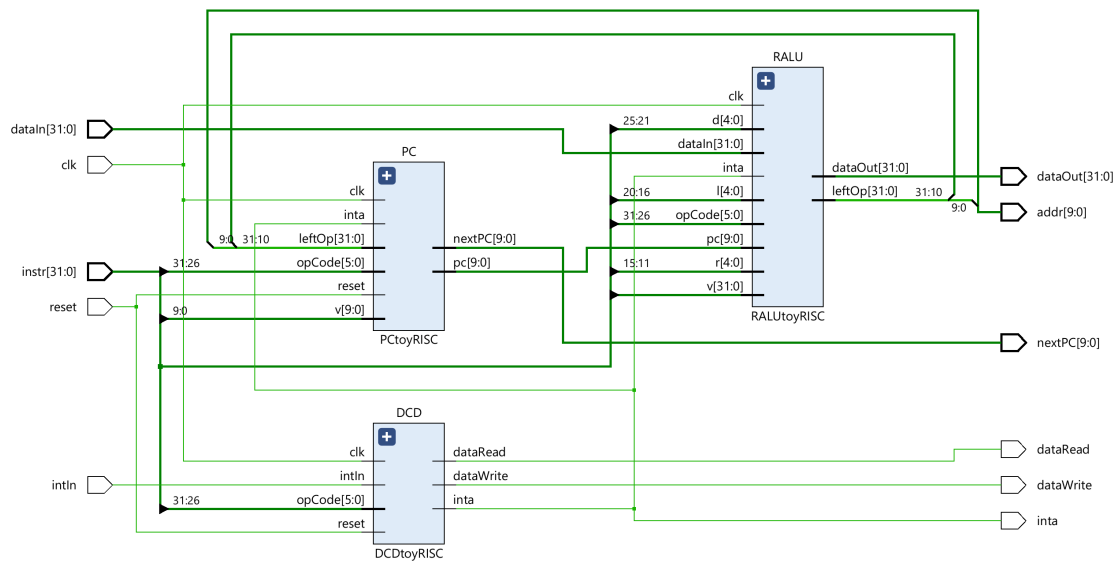 RALU
clk
25:21
d[4:0]
dataIn[31:0]
dataIn[31:0]
PC
clk
inta
dataOut[31:0]
dataOut[31:0]
clk
20:16
l[4:0]
leftOp[31:0]
31:10
9:0
addr[9:0]
inta
31:26
opCode[5:0]
9:0
31:10
leftOp[31:0]
nextPC[9:0]
pc[9:0]
instr[31:0]
31:26
opCode[5:0]
pc[9:0]
15:11
r[4:0]
reset
v[31:0]
reset
9:0
v[9:0]
RALUtoyRISC
PCtoyRISC
nextPC[9:0]
DCD
clk
dataRead
dataRead
intIn
intIn
dataWrite
dataWrite
31:26
opCode[5:0]
inta
inta
reset
DCDtoyRISC